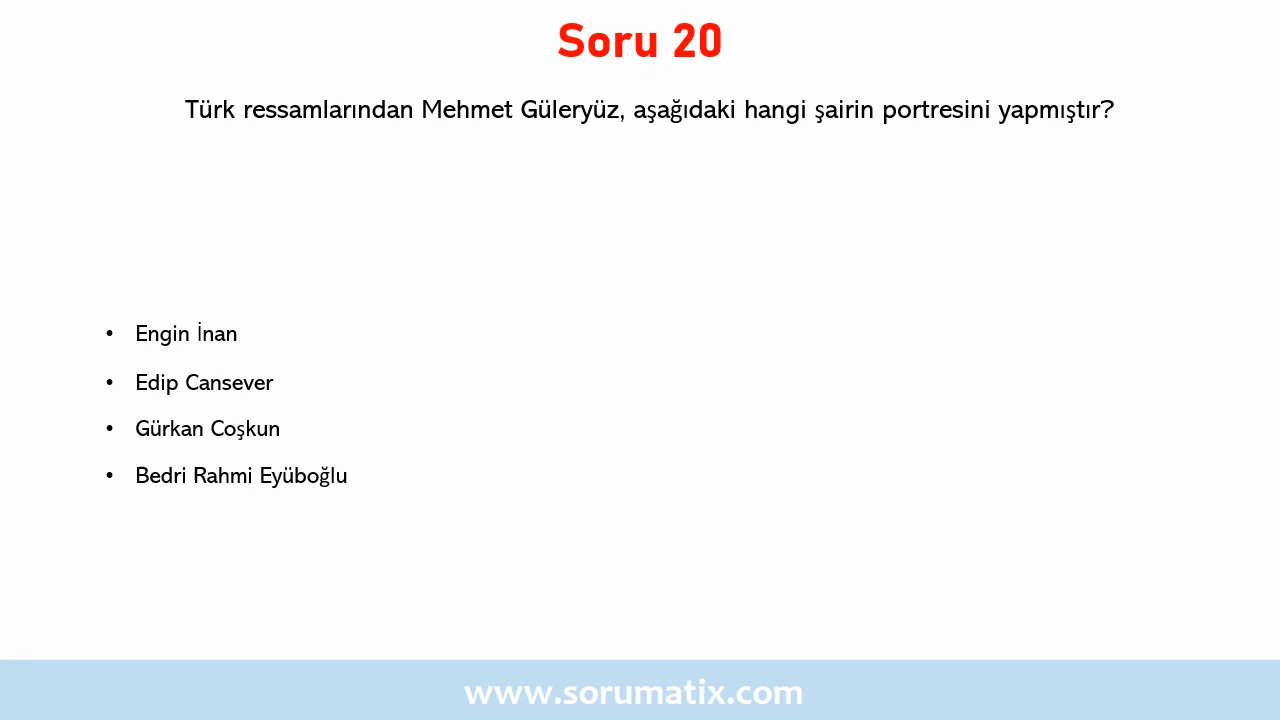 Soru 20
Türk ressamlarından Mehmet Güleryüz, aşağıdaki hangi şairin portresini yapmıştır?
• Engin İnan
• Edip Cansever
• Gürkan Coşkun
• Bedri Rahmi Eyüboğlu
www.sorumatix.com